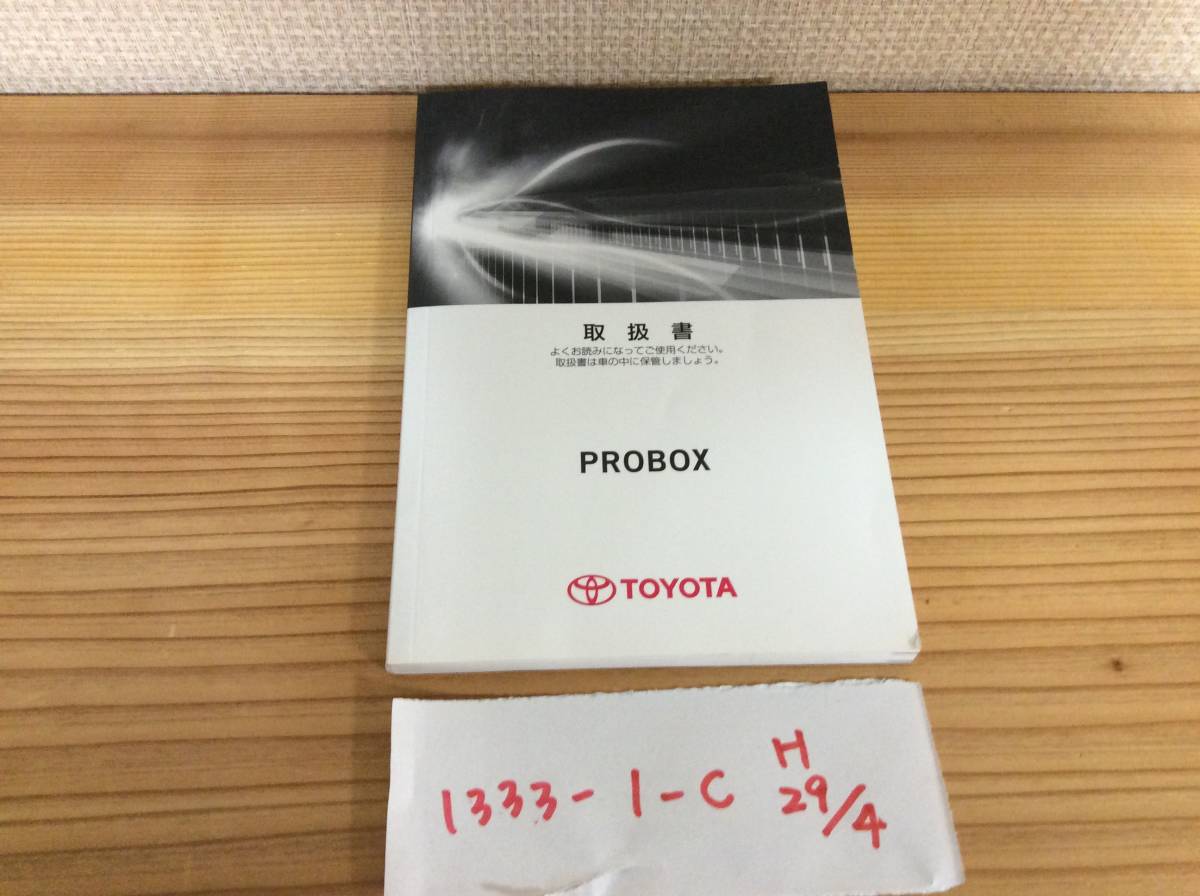 取扱書
よくお読みになってご使用ください。
取扱書は車の中に保管しましょう。
PROBOX
TOYOTA
1333-1-C H
29/4